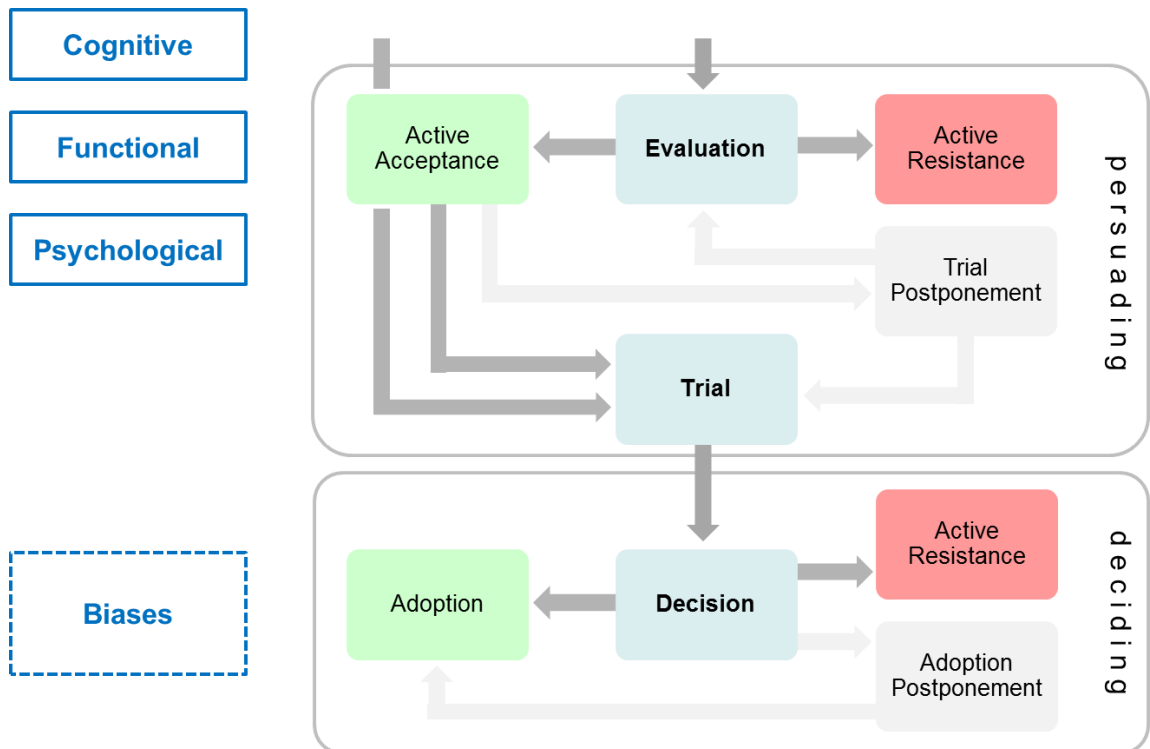 Cognitive
Functional
Psychological
Biases
Active
Acceptance
Evaluation
Active
Resistance
Trial
Postponement
Trial
persuading
Adoption
Decision
Active
Resistance
Adoption
Postponement
deciding